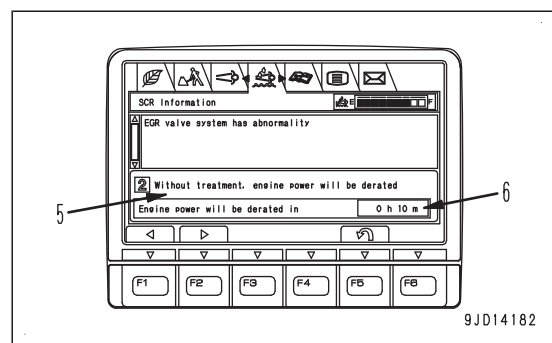 SCR Information
E F
EGR valve system has abnormality
2 Without treatment, engine power will be derated
Engine power will be derated in 0 h 10 m
5
6
F1 F2 F3 F4 F5 F6
9JD14182